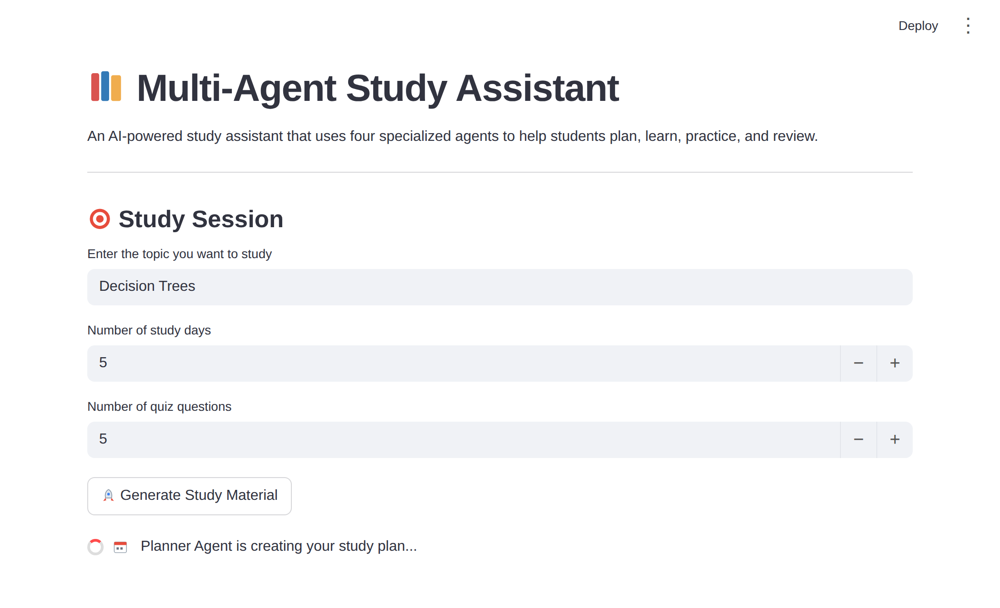 Deploy
Multi-Agent Study Assistant
An AI-powered study assistant that uses four specialized agents to help students plan, learn, practice, and review.
Study Session
Enter the topic you want to study
Decision Trees
Number of study days
5
Number of quiz questions
5
Generate Study Material
Planner Agent is creating your study plan...